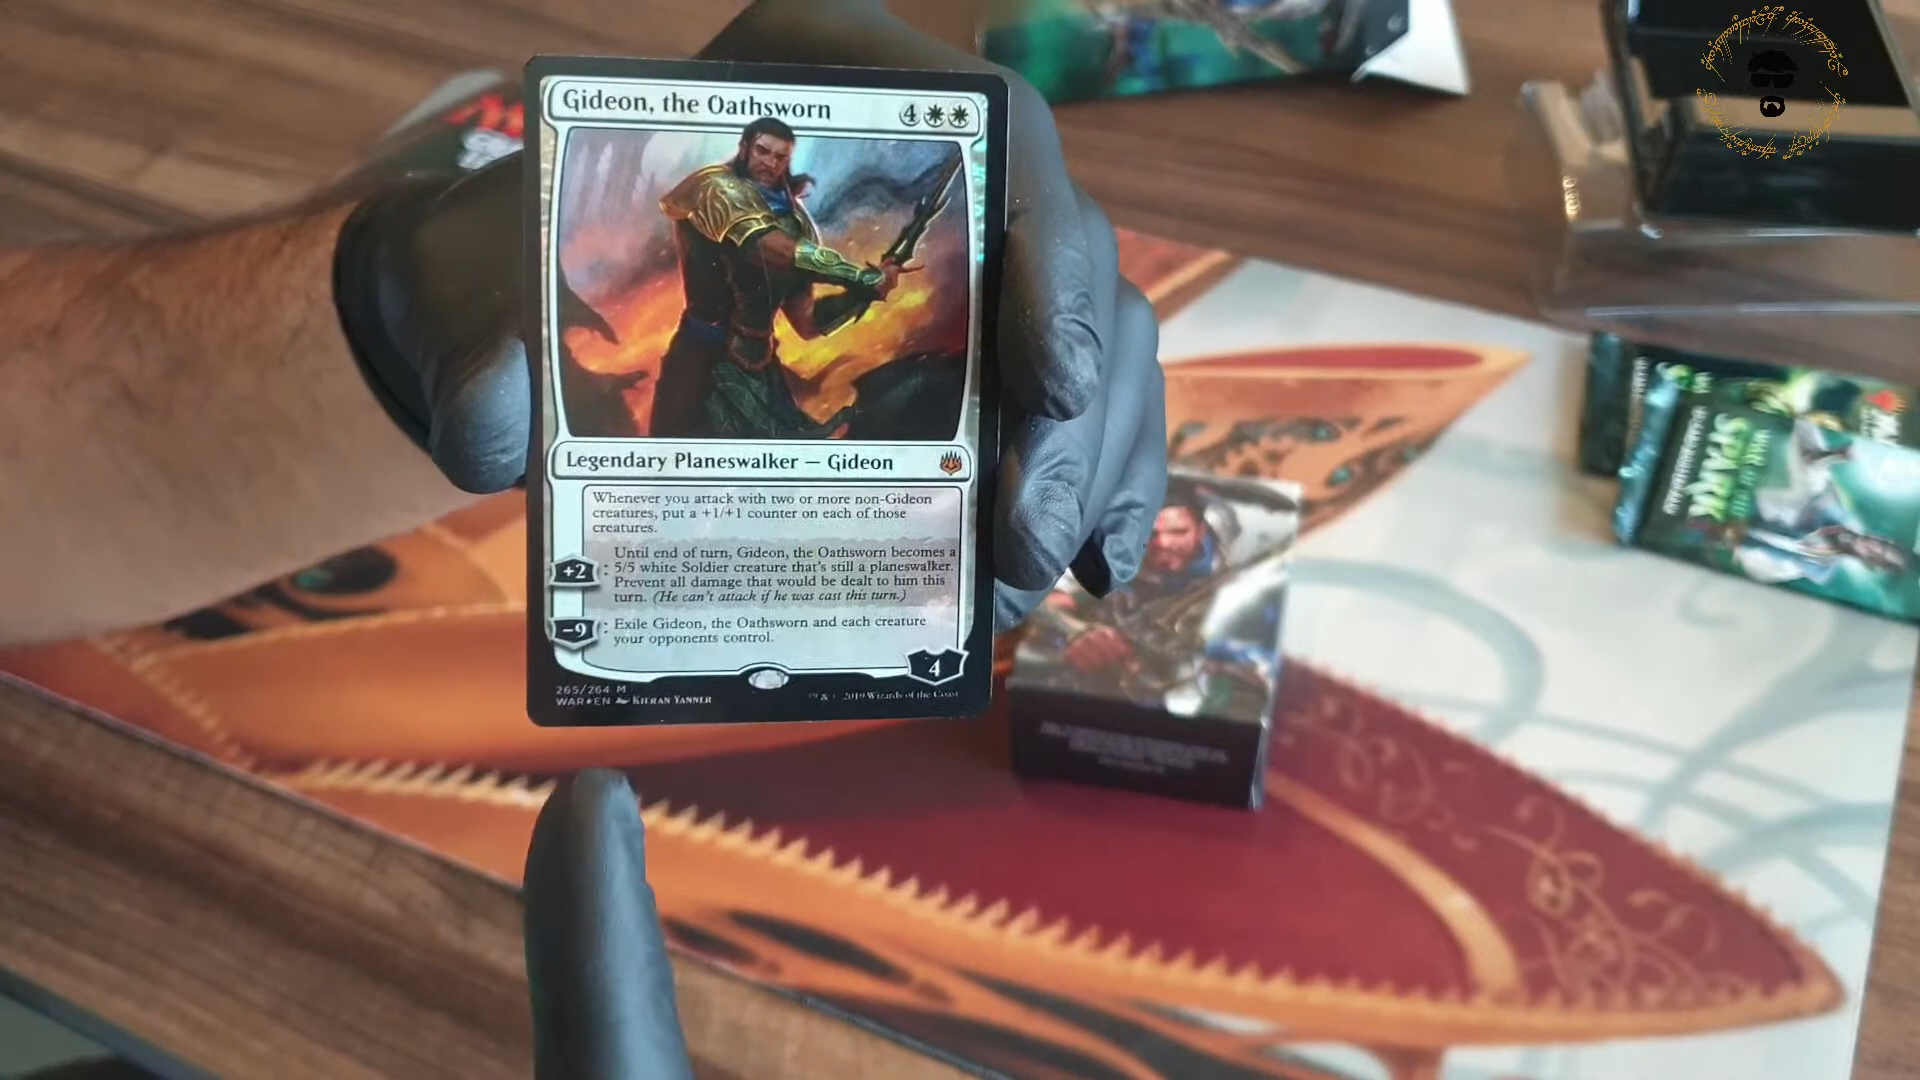 Gideon, the Oathsworn
4
Legendary Planeswalker — Gideon
Whenever you attack with two or more non-Gideon
creatures, put a +1/+1 counter on each of those
creatures.
+2 : Until end of turn, Gideon, the Oathsworn becomes a
5/5 white Soldier creature that's still a planeswalker.
Prevent all damage that would be dealt to him this
turn. (He can't attack if he was cast this turn.)
-9 : Exile Gideon, the Oathsworn and each creature
your opponents control.
4
265/264 M
WAR★EN KIERAN YANNER
2019 Wizards of the Coast
WAR OF THE
SPARK